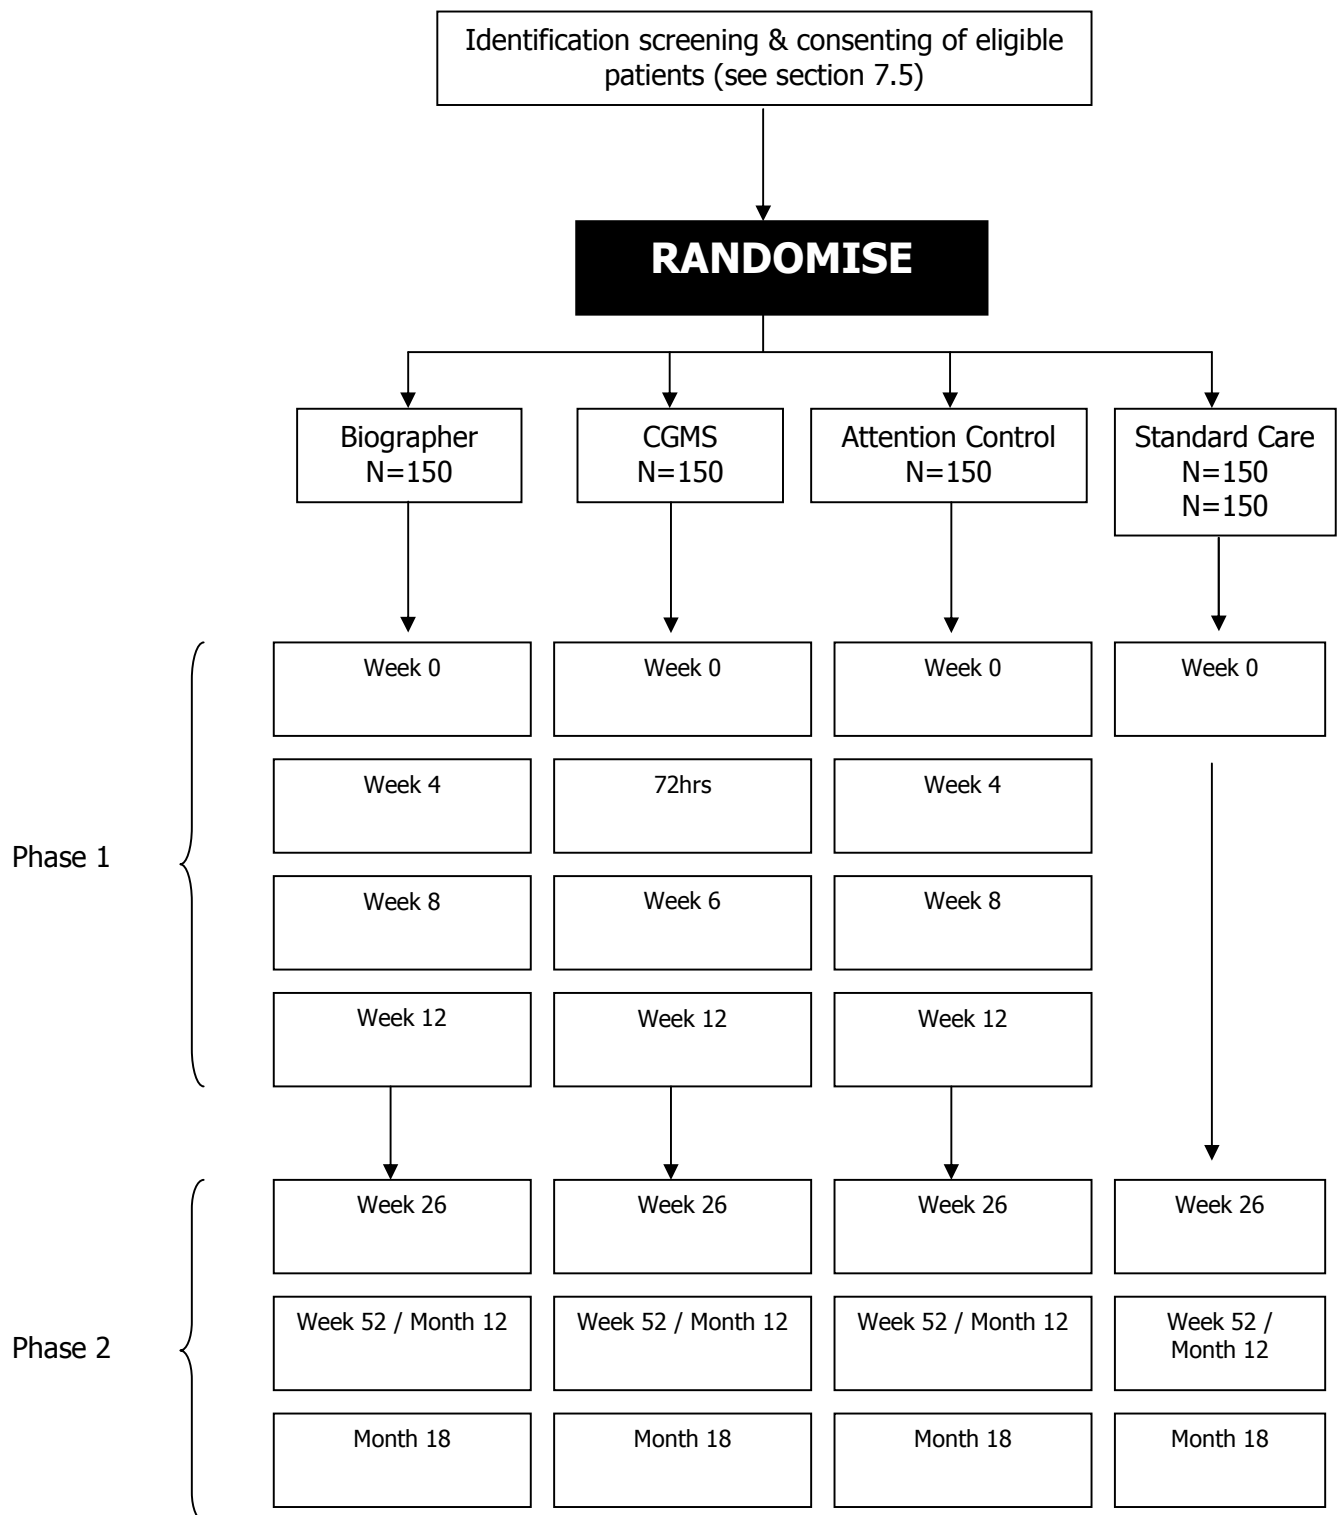 Identification screening & consenting of eligible
patients (see section 7.5)
RANDOMISE
Biographer
N=150
CGMS
N=150
Attention Control
N=150
Standard Care
N=150
N=150
Phase 1
Week 0
Week 0
Week 0
Week 0
Week 4
72hrs
Week 4
Week 8
Week 6
Week 8
Week 12
Week 12
Week 12
Phase 2
Week 26
Week 26
Week 26
Week 26
Week 52 / Month 12
Week 52 / Month 12
Week 52 / Month 12
Week 52 /
Month 12
Month 18
Month 18
Month 18
Month 18